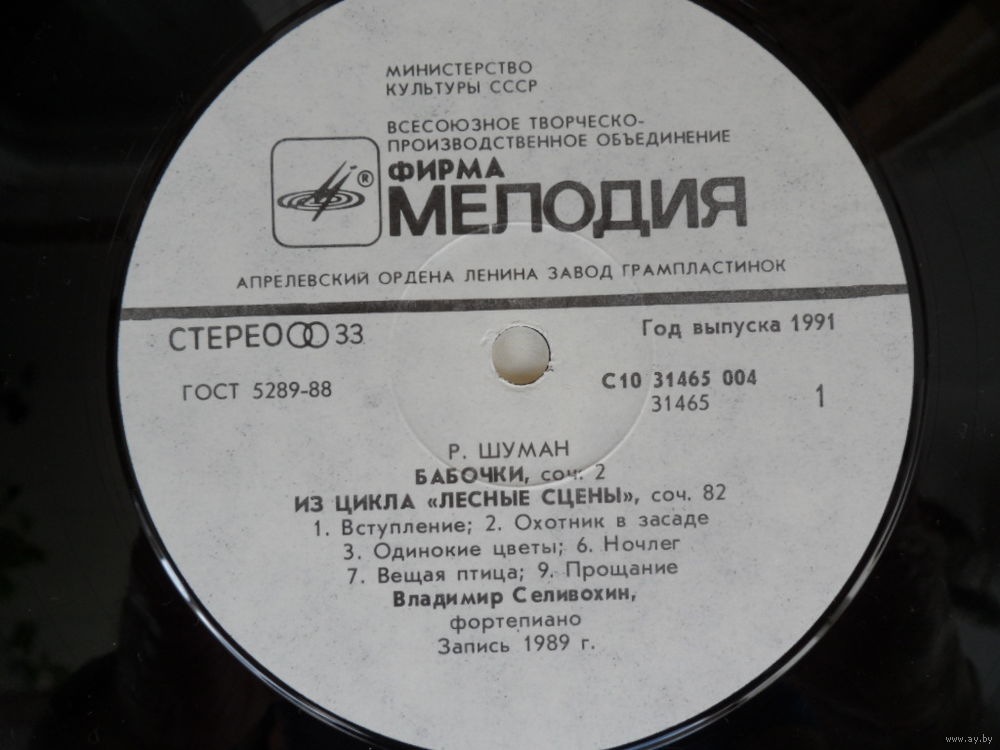 МИНИСТЕРСТВО
КУЛЬТУРЫ СССР
ВСЕСОЮЗНОЕ ТВОРЧЕСКО-
ПРОИЗВОДСТВЕННОЕ ОБЪЕДИНЕНИЕ
ФИРМА
®
МЕЛОДИЯ
АПРЕЛЕВСКИЙ ОРДЕНА ЛЕНИНА ЗАВОД ГРАМПЛАСТИНОК
СТЕРЕО 33
Год выпуска 1991
ГОСТ 5289-88
С10 31465 004
31465
1
Р. ШУМАН
БАБОЧКИ, соч. 2
ИЗ ЦИКЛА «ЛЕСНЫЕ СЦЕНЫ», соч. 82
1. Вступление; 2. Охотник в засаде
3. Одинокие цветы; 6. Ночлег
7. Вещая птица; 9. Прощание
Владимир Селивохин,
фортепиано
Запись 1989 г.
www.ay.by